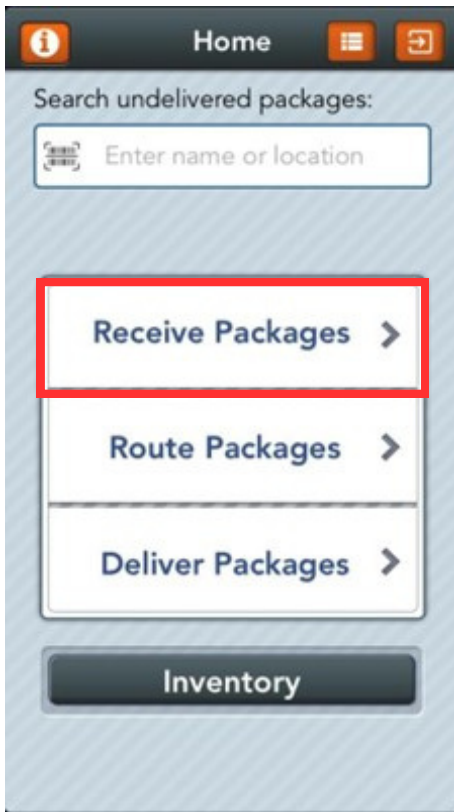 Home
Search undelivered packages:
Enter name or location
Receive Packages
Route Packages
Deliver Packages
Inventory